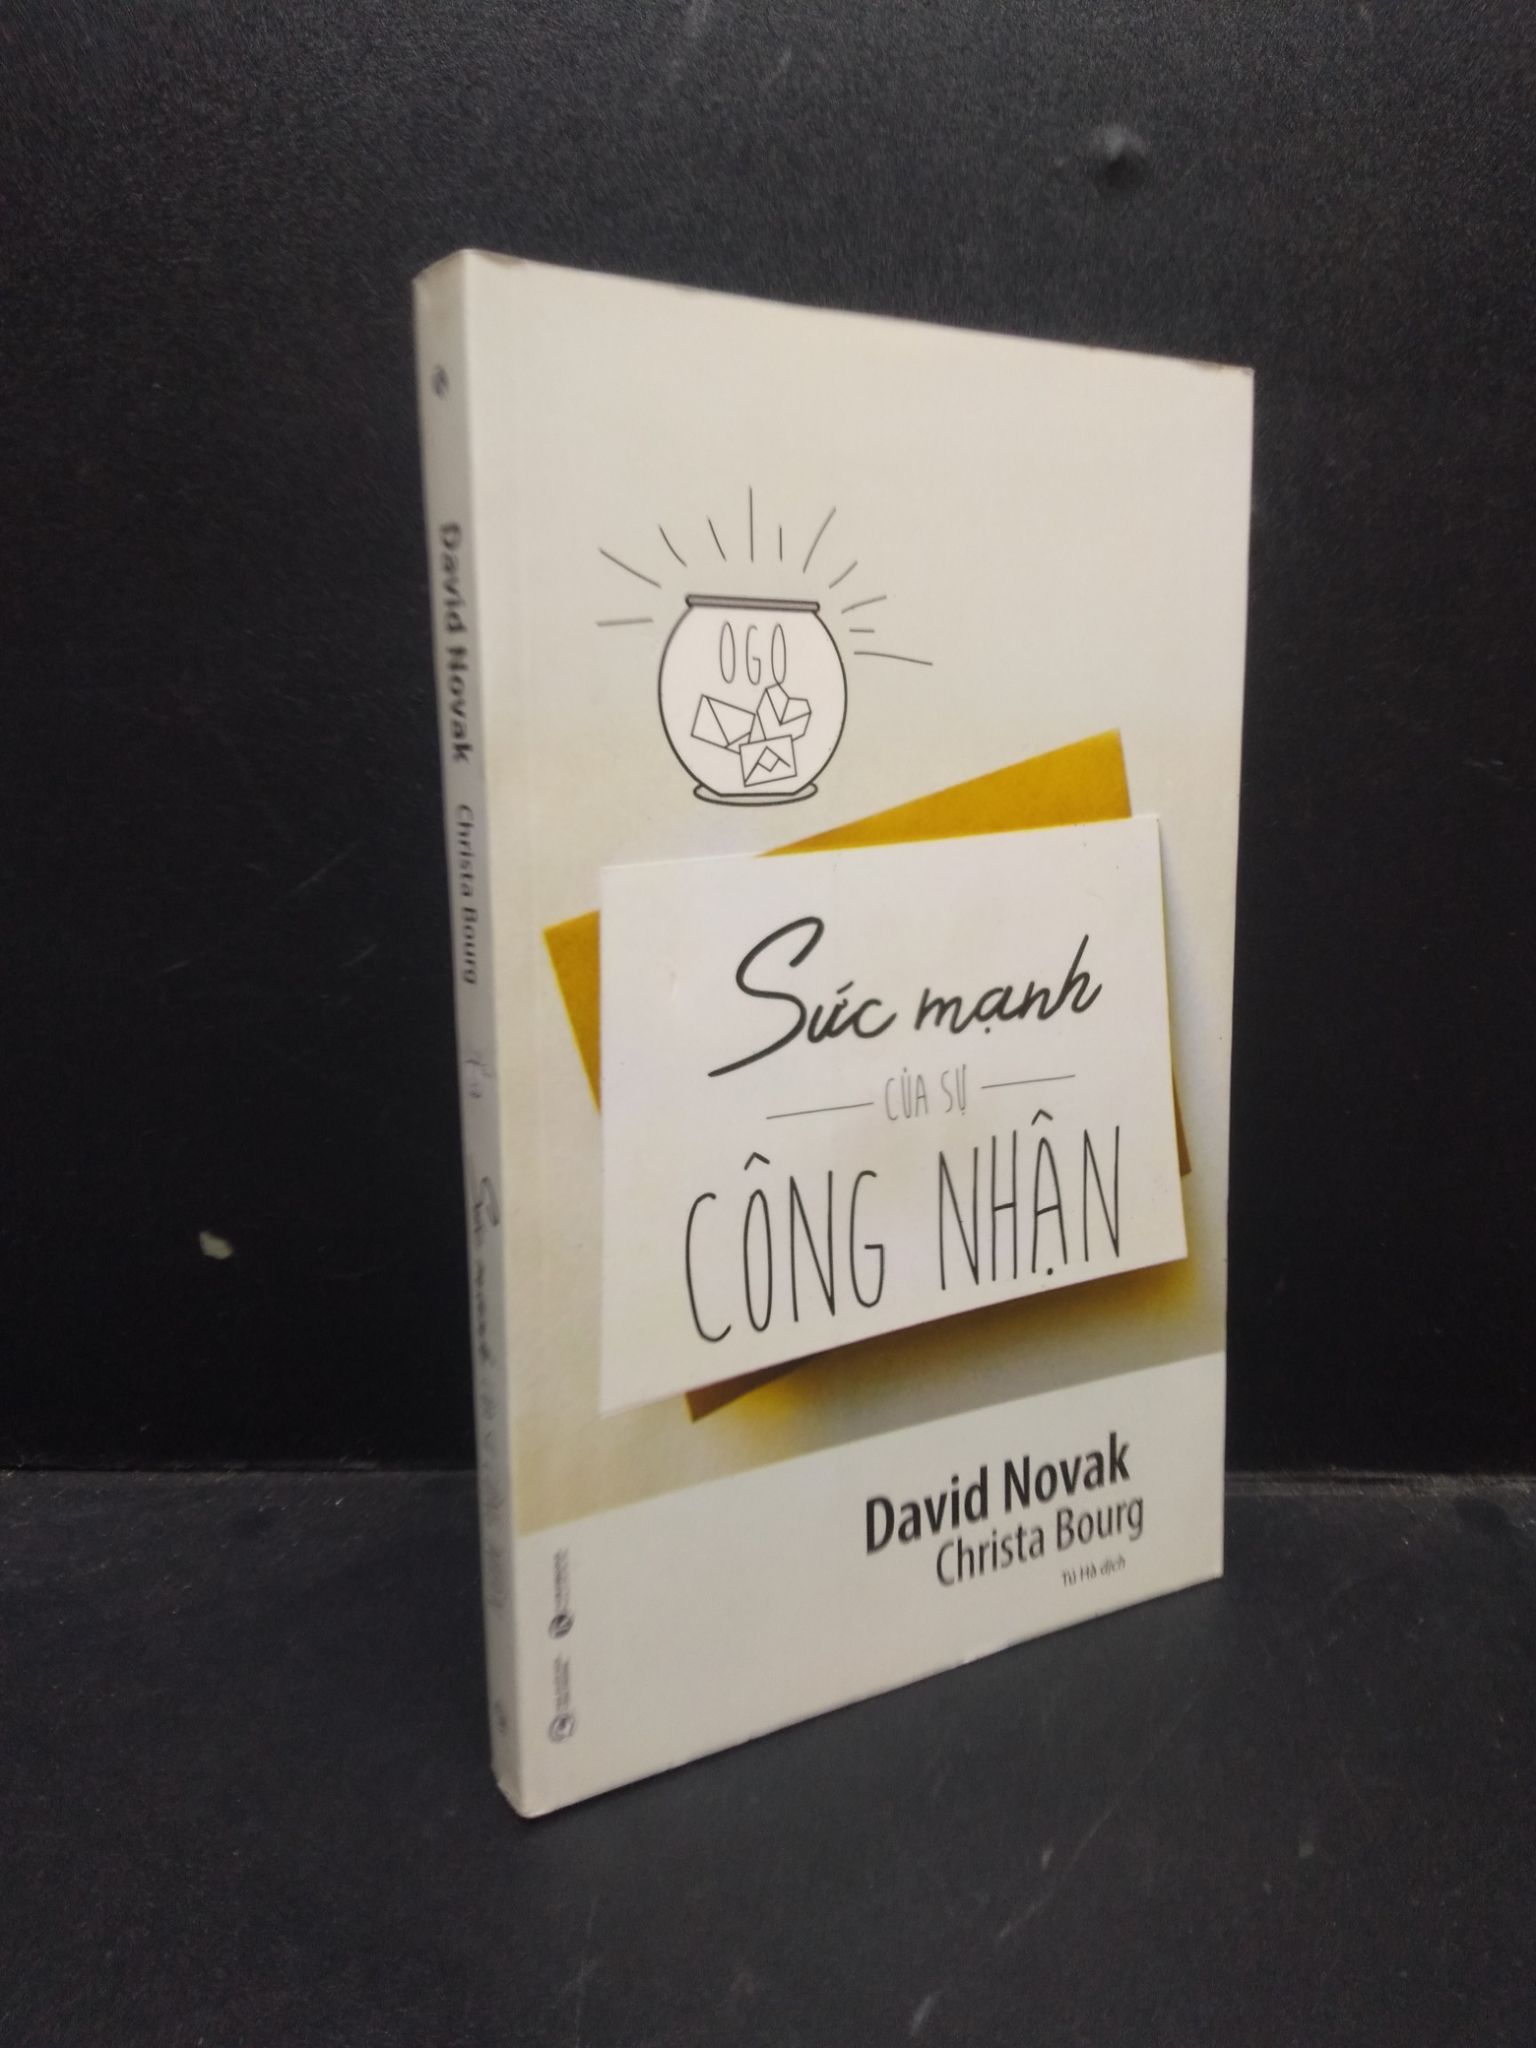 David Novak Christa Bourg
OGO
Sức mạnh
CỦA SỰ
CÔNG NHẬN
David Novak
Christa Bourg
Tú Hà dịch